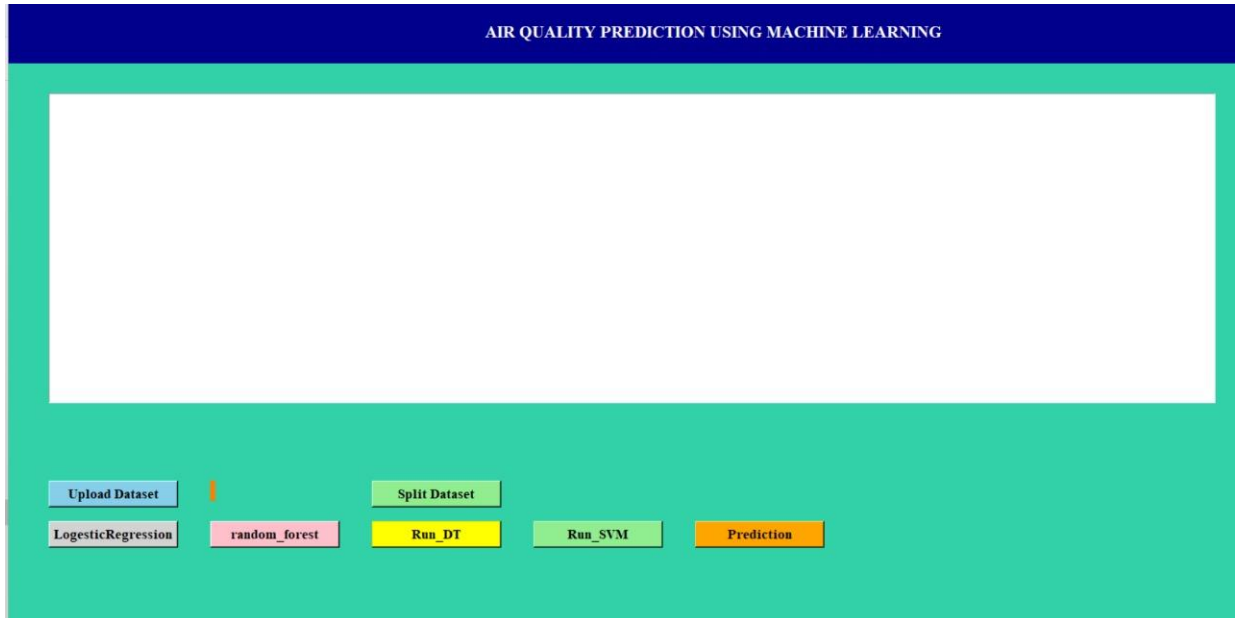 AIR QUALITY PREDICTION USING MACHINE LEARNING
Upload Dataset
Split Dataset
LogesticRegression
random_forest
Run_DT
Run_SVM
Prediction